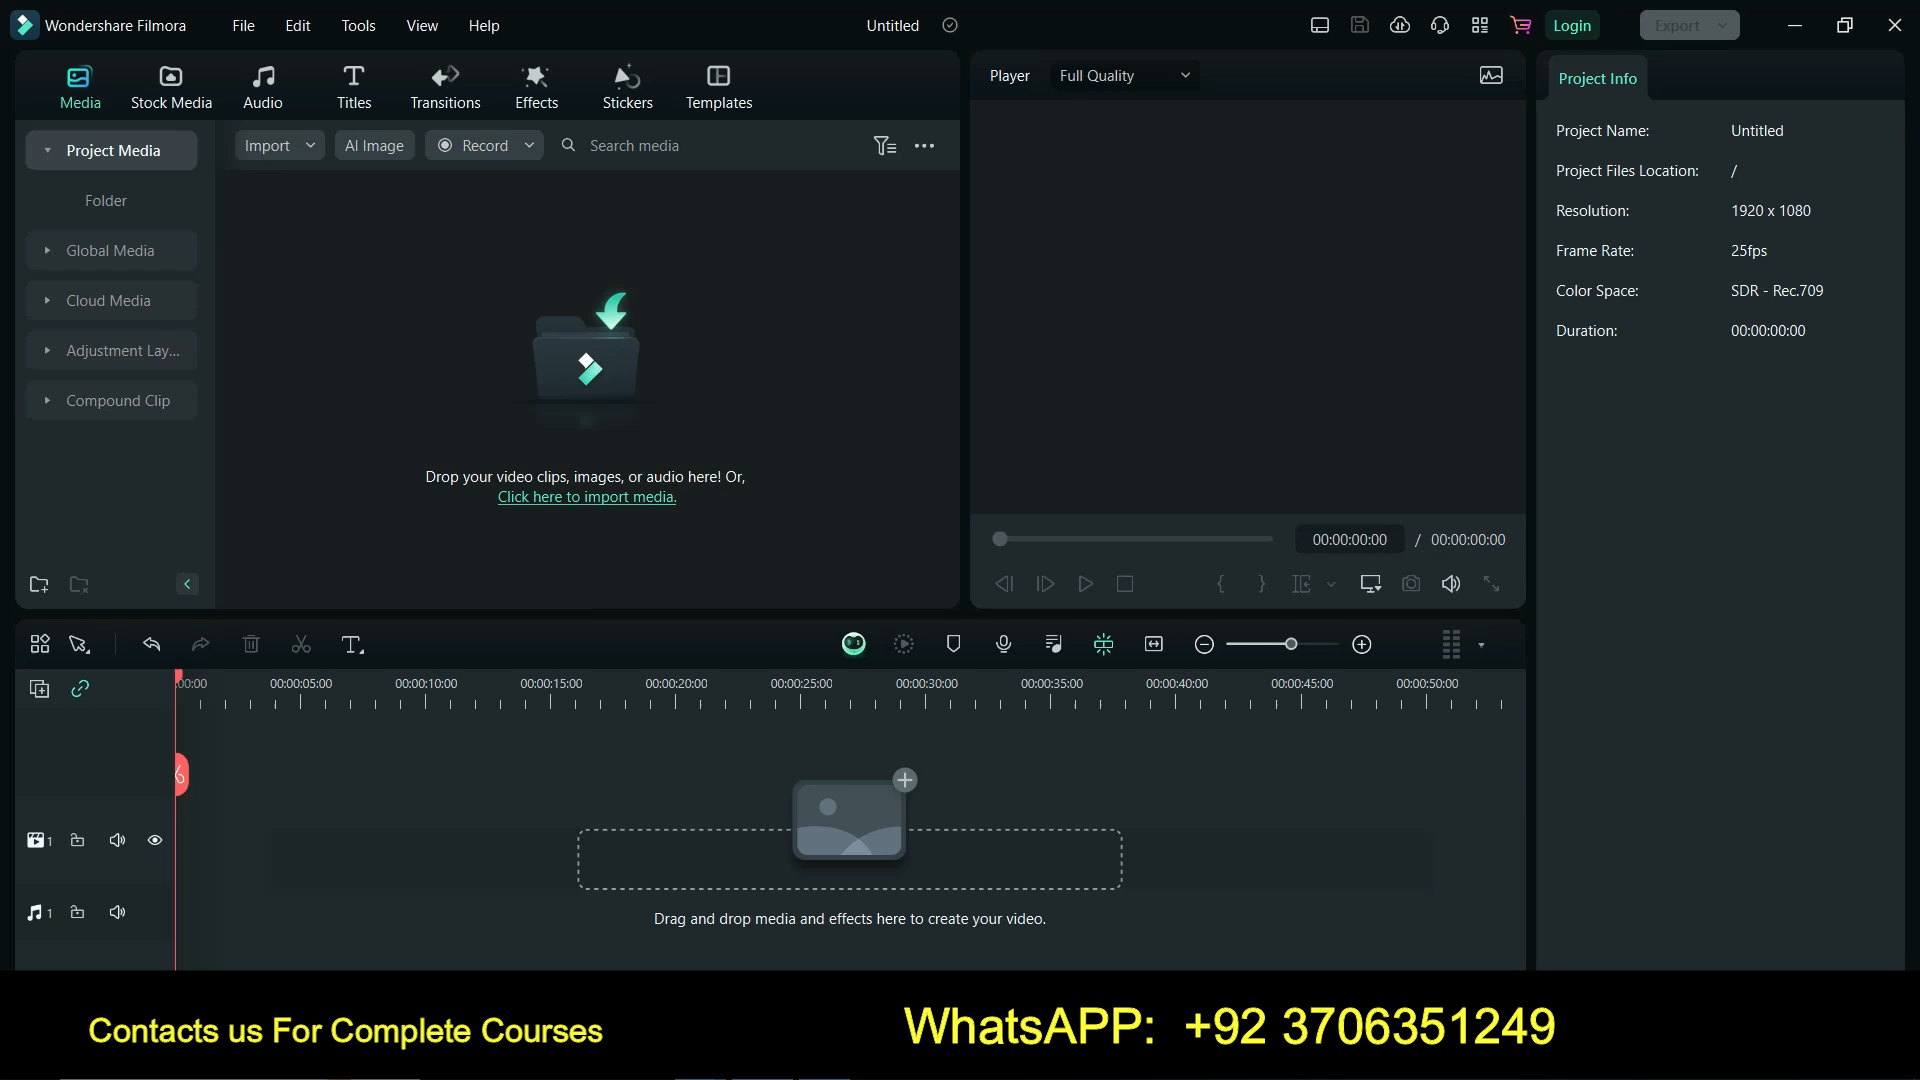 Wondershare Filmora
File Edit Tools View Help
Untitled
Login
Export
Media Stock Media Audio Titles Transitions Effects Stickers Templates
Project Media
Folder
Global Media
Cloud Media
Adjustment Lay...
Compound Clip
Import AI Image Record Search media
Drop your video clips, images, or audio here! Or,
Click here to import media.
Player Full Quality
00:00:00:00 / 00:00:00:00
Project Info
Project Name: Untitled
Project Files Location: /
Resolution: 1920 x 1080
Frame Rate: 25fps
Color Space: SDR - Rec.709
Duration: 00:00:00:00
:00:00 00:00:05:00 00:00:10:00 00:00:15:00 00:00:20:00 00:00:25:00 00:00:30:00 00:00:35:00 00:00:40:00 00:00:45:00 00:00:50:00
1
1
Drag and drop media and effects here to create your video.
Contacts us For Complete Courses
WhatsAPP: +92 3706351249